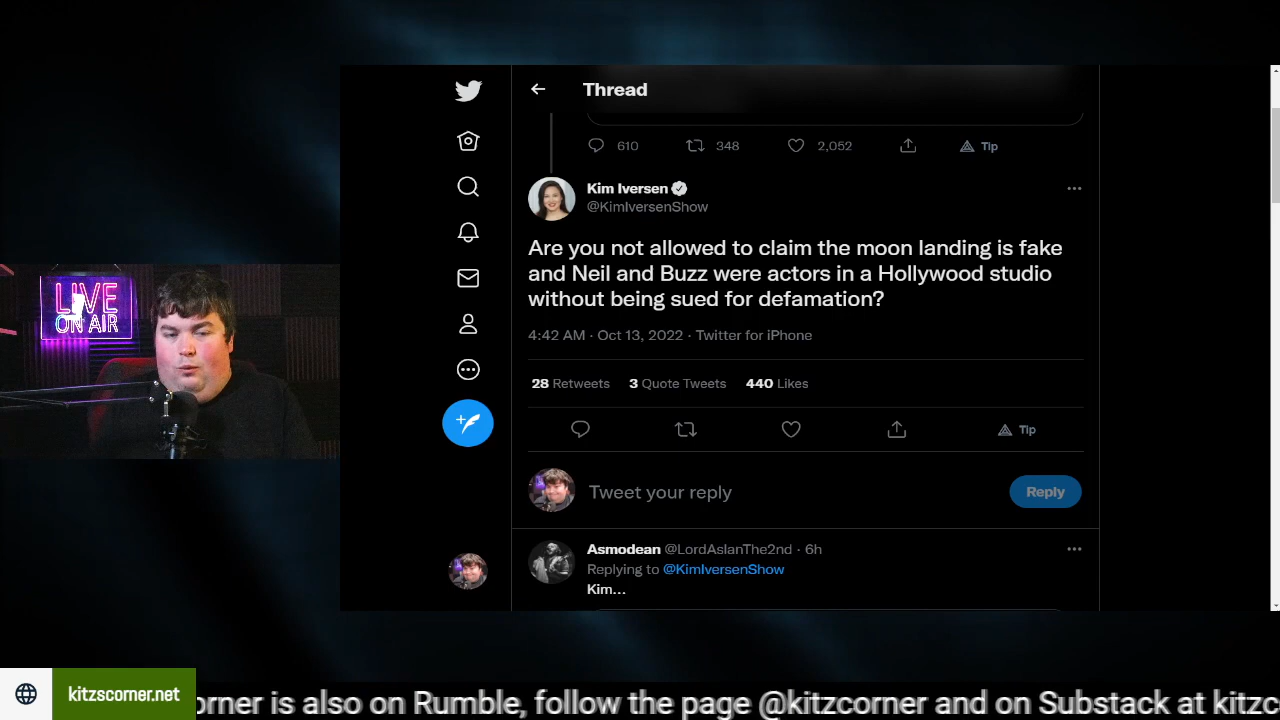 Thread
610 348 2,052 Tip
Kim Iversen
@KimIversenShow
Are you not allowed to claim the moon landing is fake
and Neil and Buzz were actors in a Hollywood studio
without being sued for defamation?
4:42 AM · Oct 13, 2022 · Twitter for iPhone
28 Retweets 3 Quote Tweets 440 Likes
Tip
Tweet your reply
Reply
Asmodean @LordAslanThe2nd · 6h
Replying to @KimIversenShow
Kim...
LIVE
ON AIR
kitzscorner.net
orner is also on Rumble, follow the page @kitzcorner and on Substack at kitzc